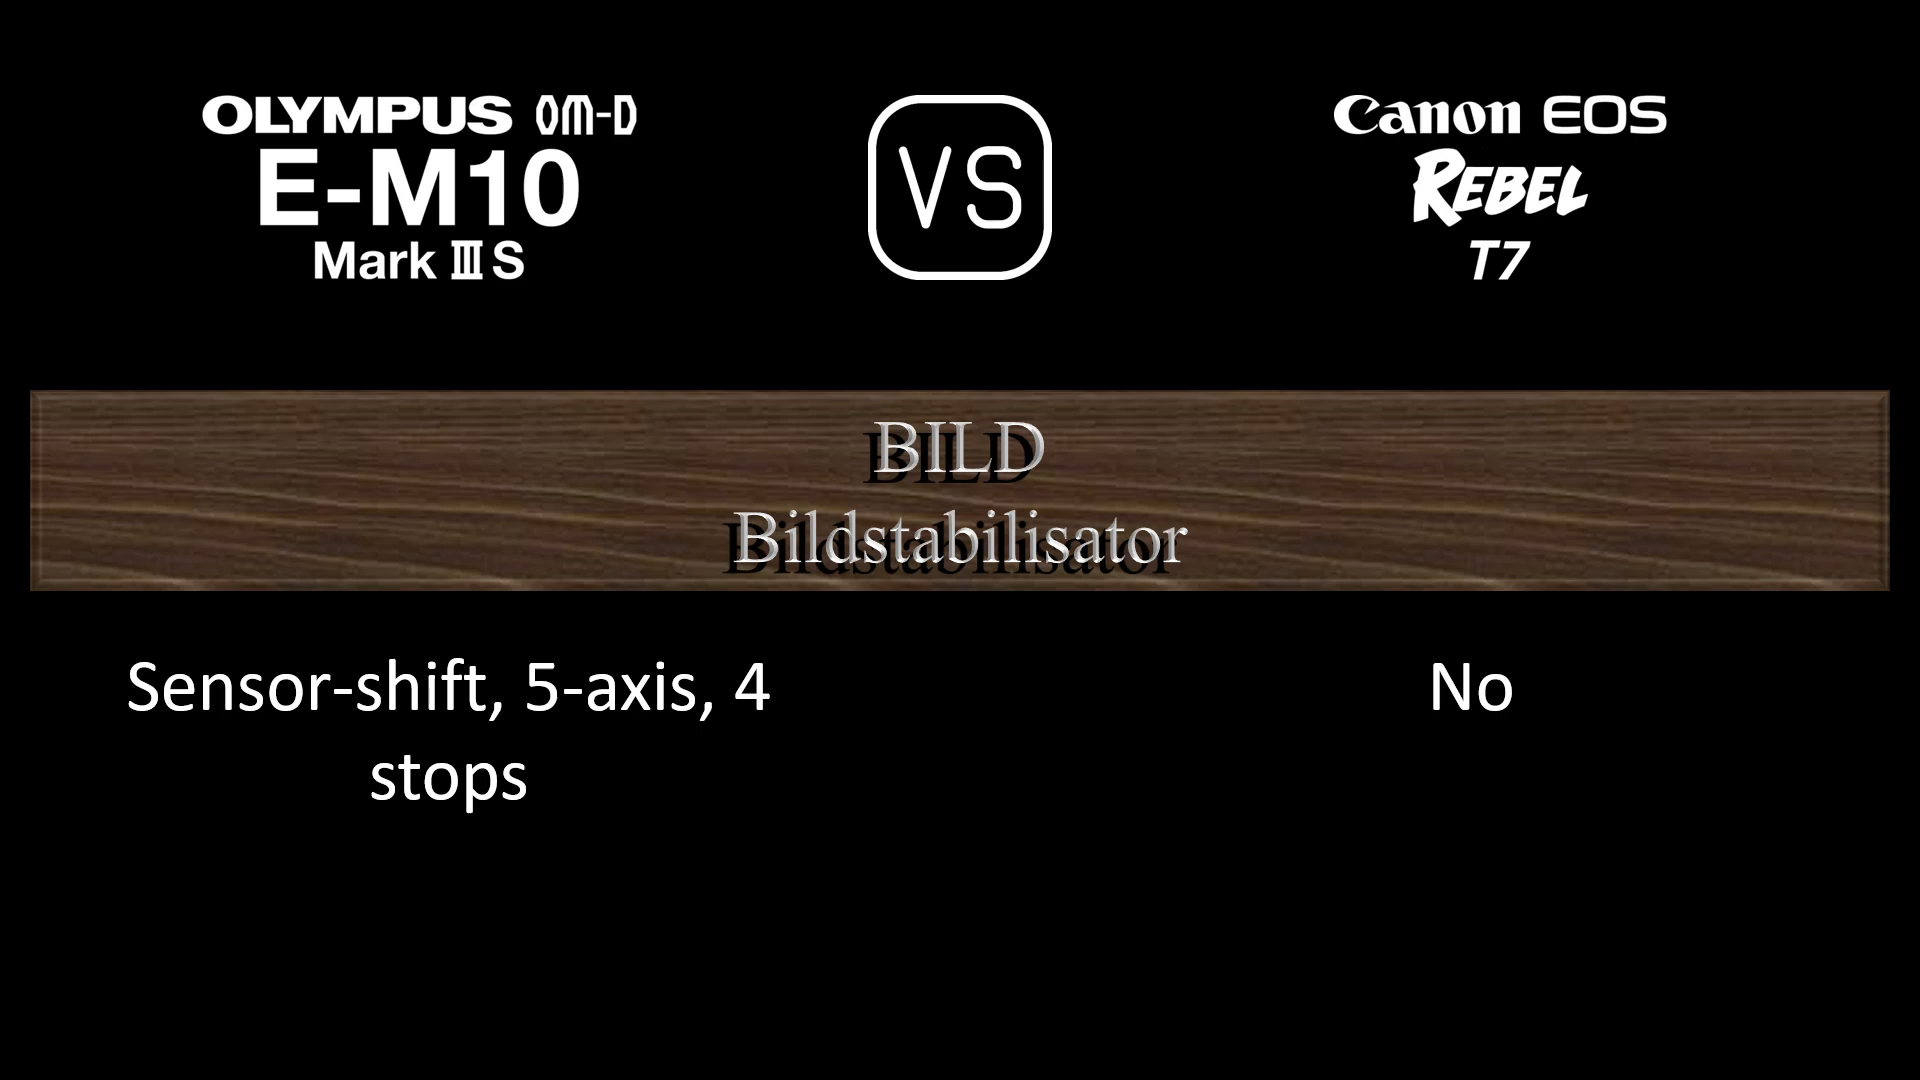 OLYMPUS OM-D
E-M10
Mark III S
VS
Canon EOS
REBEL
T7
BILD
Bildstabilisator
Sensor-shift, 5-axis, 4
stops
No